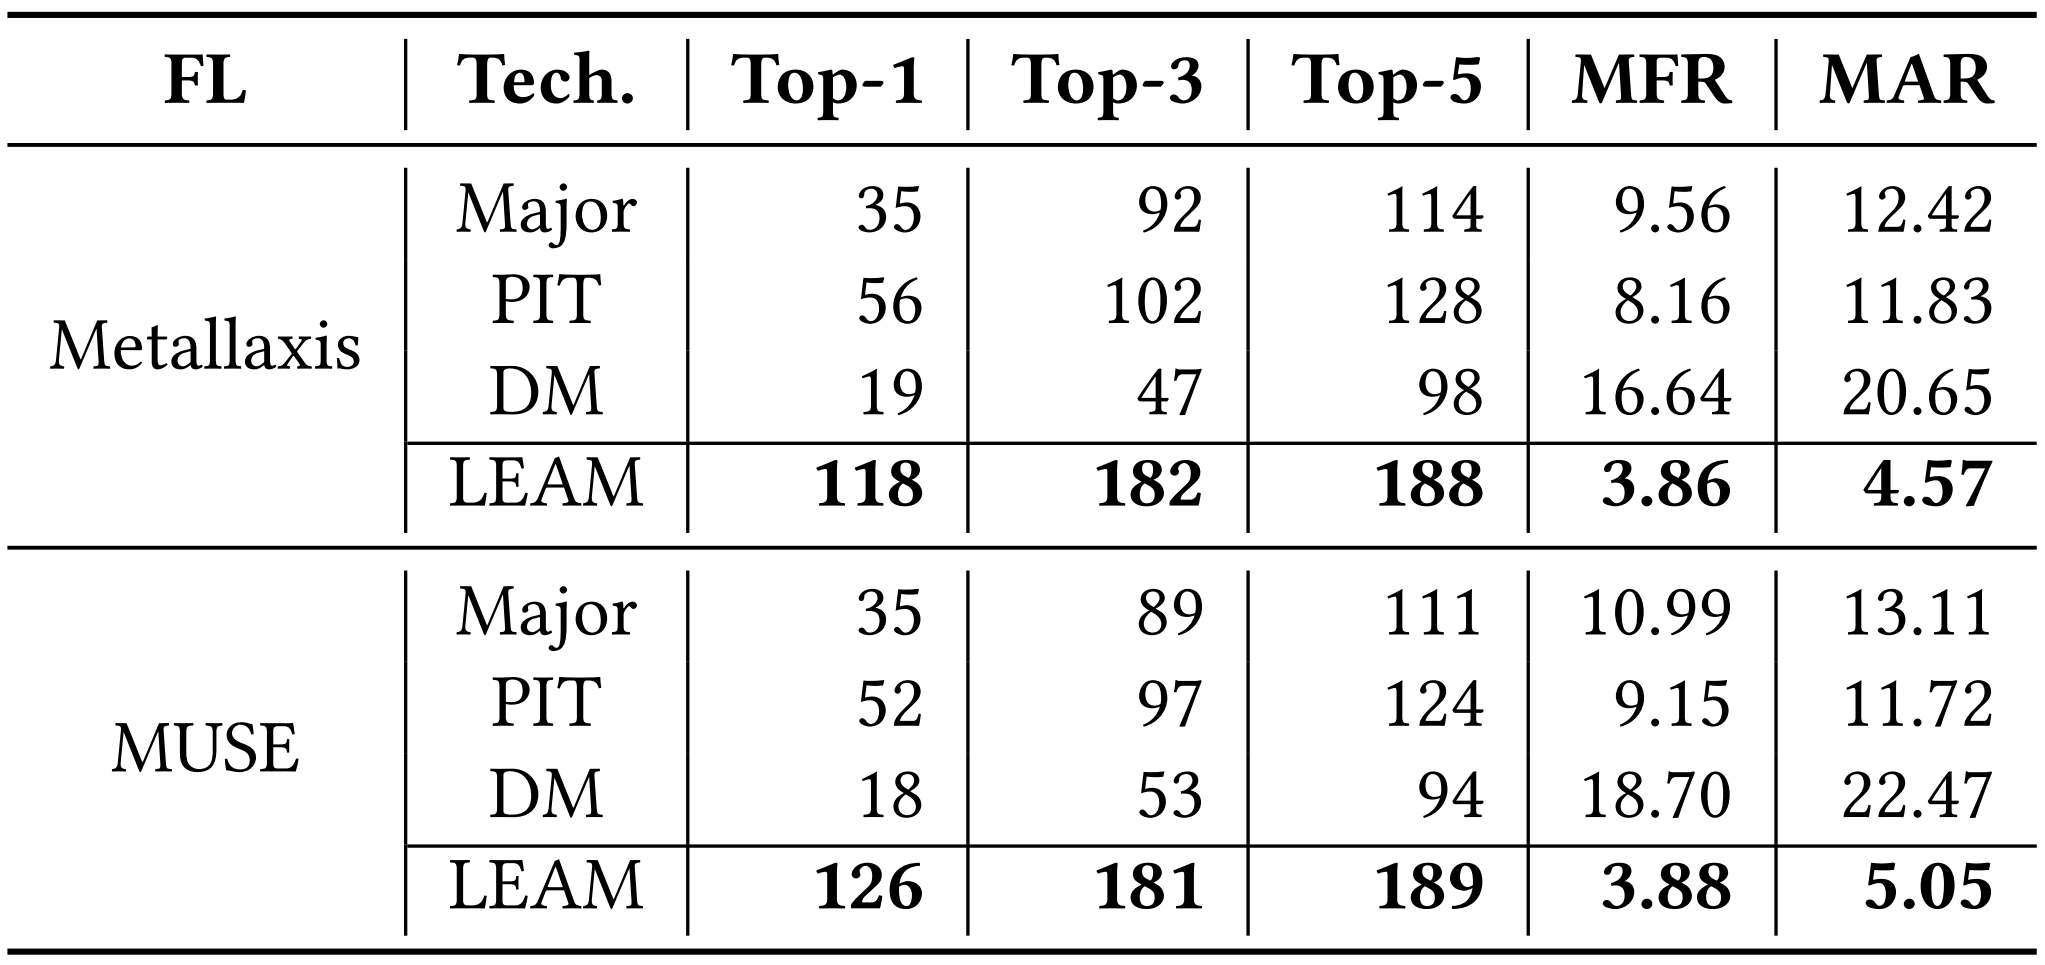 FL Tech. Top-1 Top-3 Top-5 MFR MAR
Metallaxis
Major 35 92 114 9.56 12.42
PIT 56 102 128 8.16 11.83
DM 19 47 98 16.64 20.65
LEAM 118 182 188 3.86 4.57
MUSE
Major 35 89 111 10.99 13.11
PIT 52 97 124 9.15 11.72
DM 18 53 94 18.70 22.47
LEAM 126 181 189 3.88 5.05